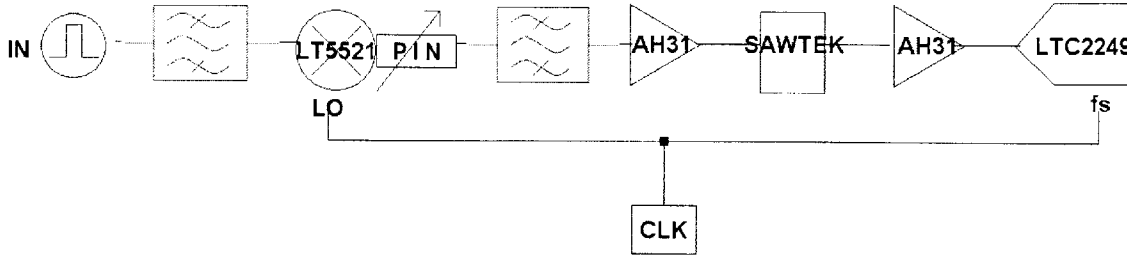 IN
LT5521
PIN
AH31
SAWTEK
AH31
LTC2249
LO
fs
CLK